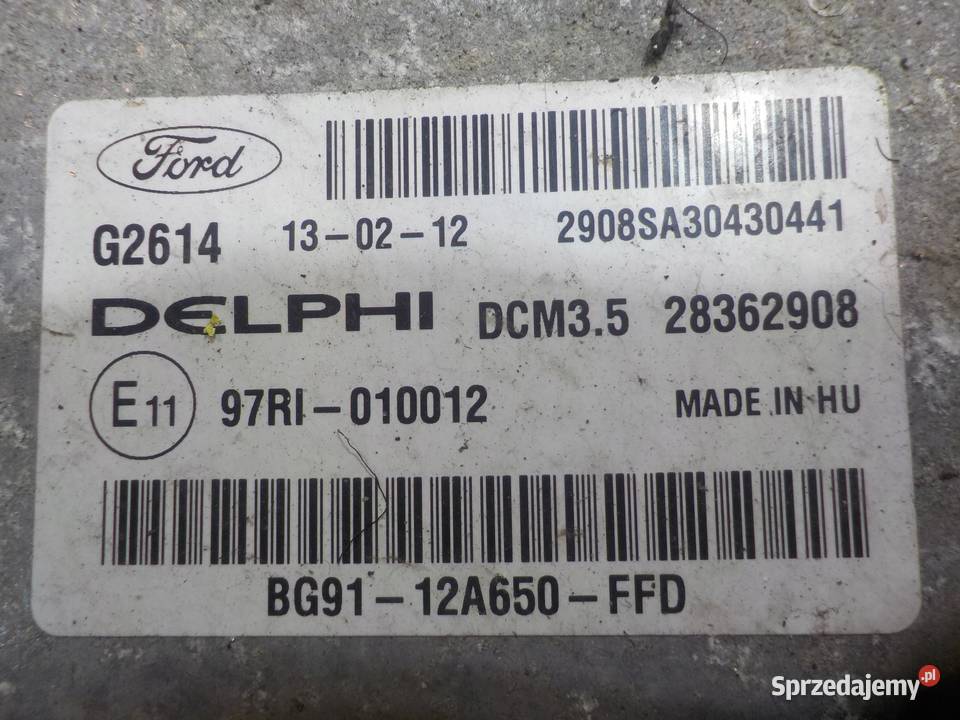 Ford
G2614 13-02-12 2908SA30430441
DELPHI DCM3.5 28362908
E11 97RI-010012 MADE IN HU
BG91-12A650-FFD
Sprzedajemy.pl